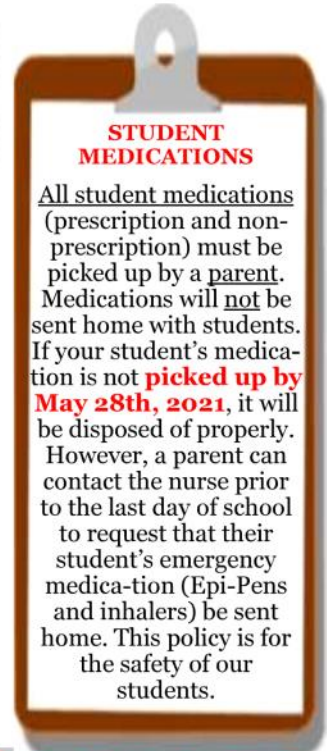 STUDENT
MEDICATIONS
All student medications
(prescription and non-
prescription) must be
picked up by a parent.
Medications will not be
sent home with students.
If your student’s medica-
tion is not picked up by
May 28th, 2021, it will
be disposed of properly.
However, a parent can
contact the nurse prior
to the last day of school
to request that their
student’s emergency
medica-tion (Epi-Pens
and inhalers) be sent
home. This policy is for
the safety of our
students.